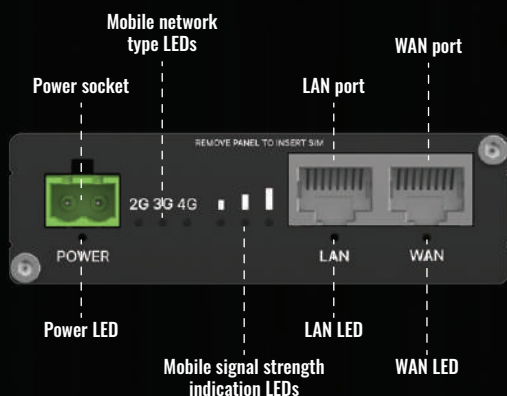 Mobile network
type LEDs
WAN port
Power socket
LAN port
REMOVE PANEL TO INSERT SIM
2G 3G 4G
POWER
LAN
WAN
Power LED
LAN LED
Mobile signal strength
indication LEDs
WAN LED